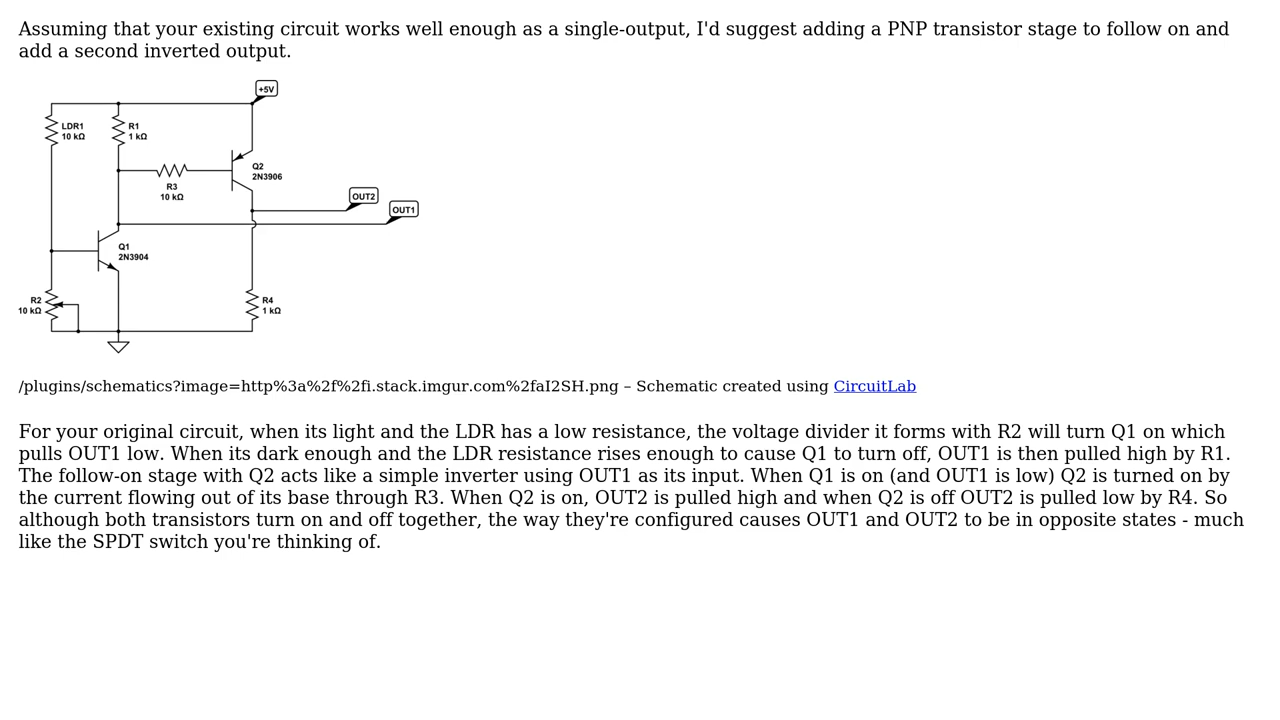 Assuming that your existing circuit works well enough as a single-output, I'd suggest adding a PNP transistor stage to follow on and
add a second inverted output.
+5V
LDR1
10 kΩ
R1
1 kΩ
Q2
2N3906
R3
10 kΩ
OUT2
OUT1
Q1
2N3904
R2
10 kΩ
R4
1 kΩ
/plugins/schematics?image=http%3a%2f%2fi.stack.imgur.com%2faI2SH.png – Schematic created using CircuitLab
For your original circuit, when its light and the LDR has a low resistance, the voltage divider it forms with R2 will turn Q1 on which
pulls OUT1 low. When its dark enough and the LDR resistance rises enough to cause Q1 to turn off, OUT1 is then pulled high by R1.
The follow-on stage with Q2 acts like a simple inverter using OUT1 as its input. When Q1 is on (and OUT1 is low) Q2 is turned on by
the current flowing out of its base through R3. When Q2 is on, OUT2 is pulled high and when Q2 is off OUT2 is pulled low by R4. So
although both transistors turn on and off together, the way they're configured causes OUT1 and OUT2 to be in opposite states - much
like the SPDT switch you're thinking of.